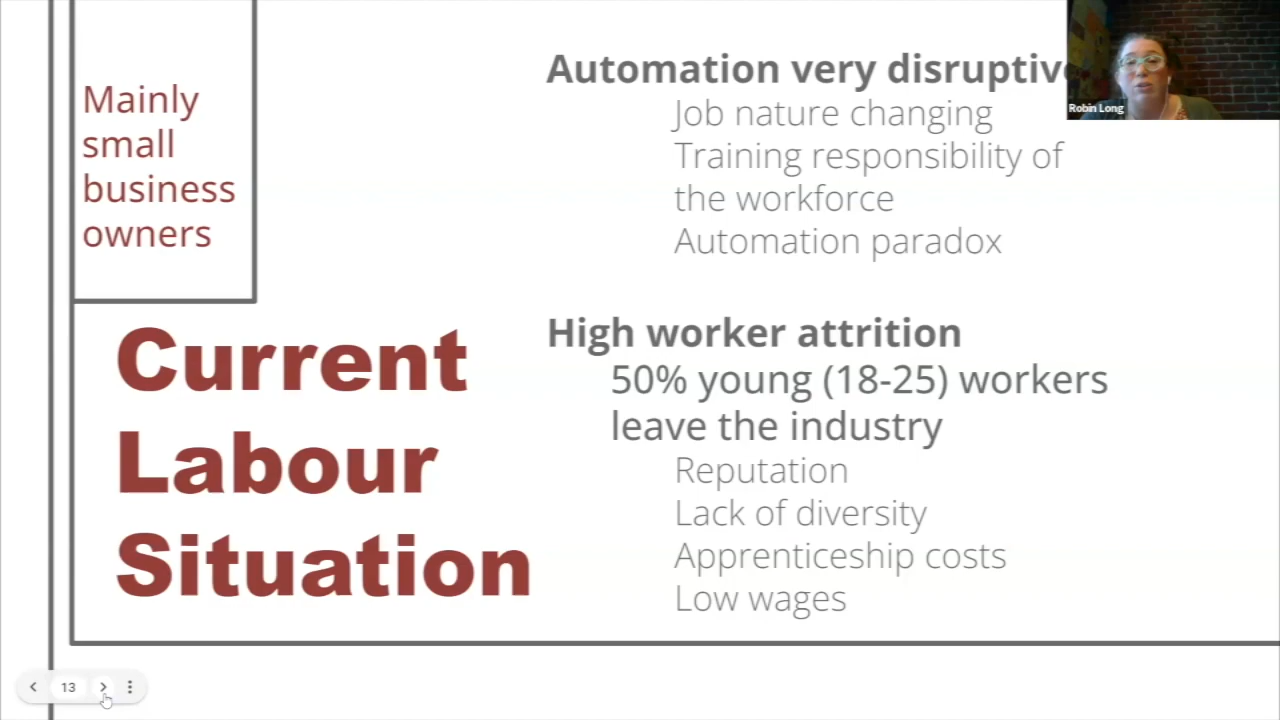 Mainly
small
business
owners
Current
Labour
Situation
Automation very disruptive
Job nature changing
Training responsibility of
the workforce
Automation paradox
High worker attrition
50% young (18-25) workers
leave the industry
Reputation
Lack of diversity
Apprenticeship costs
Low wages
Robin Long
13